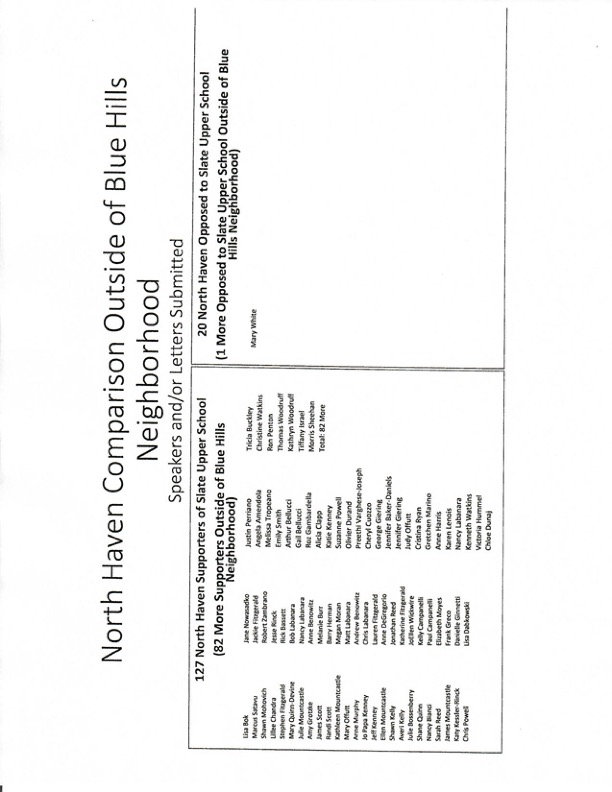 North Haven Comparison Outside of Blue Hills
Neighborhood
Speakers and/or Letters Submitted
127 North Haven Supporters of Slate Upper School
(82 More Supporters Outside of Blue Hills
Neighborhood)
Lisa Bok
Marcus Satavu
Shawn Mohovich
Lillee Chandra
Stephen Fitzgerald
Mary Quinn-Devine
Julie Mountcastle
Amy Grotzke
James Scott
Randi Scott
Kathleen Mountcastle
Mary Offutt
Anne Murphy
Jo Papa Kenney
Jeff Kenney
Ellen Mountcastle
Shawn Kelly
Averi Kelly
Julie Bossenberry
Shane Quinn
Nancy Bianci
Sarah Reed
James Mountcastle
Katy Kessler-Rinck
Chris Powell
Jane Nowasadko
Jackie Fitzgerald
Robert Zambrano
Jesse Rinck
Rick Bassett
Bob Labanara
Nancy Labanara
Anne Benowitz
Melanie Burr
Barry Herman
Megan Moran
Matt Labanara
Andrew Benowitz
Chris Labanara
Lauren Fitzgerald
Anne DeGregorio
Jonathan Reed
Katherine Fitzgerald
JoEllen Wickwire
Kelly Campanelli
Paul Campanelli
Elizabeth Moyes
Frank Greco
Danielle Ginnetti
Lisa Dabkowski
Justin Perriano
Angela Amendola
Melissa Tropeano
Emily Smith
Arthur Bellucci
Gail Bellucci
Roz Gambardella
Alicia Clapp
Katie Kenney
Suzanne Powell
Olivier Durand
Preethi Varghese-Joseph
Cheryl Cuozzo
George Giering
Jennifer Baker-Daniels
Jennifer Giering
Judy Offutt
Cristina Ryan
Gretchen Marino
Anne Harris
Karen Lenois
Nancy Labanara
Kenneth Watkins
Victoria Hummel
Chloe Dunaj
Tricia Buckley
Christine Watkins
Ron Penton
Thomas Woodruff
Kathryn Woodruff
Tiffany Israel
Morris Sheehan
Total: 82 More
20 North Haven Opposed to Slate Upper School
(1 More Opposed to Slate Upper School Outside of Blue
Hills Neighborhood)
Mary White